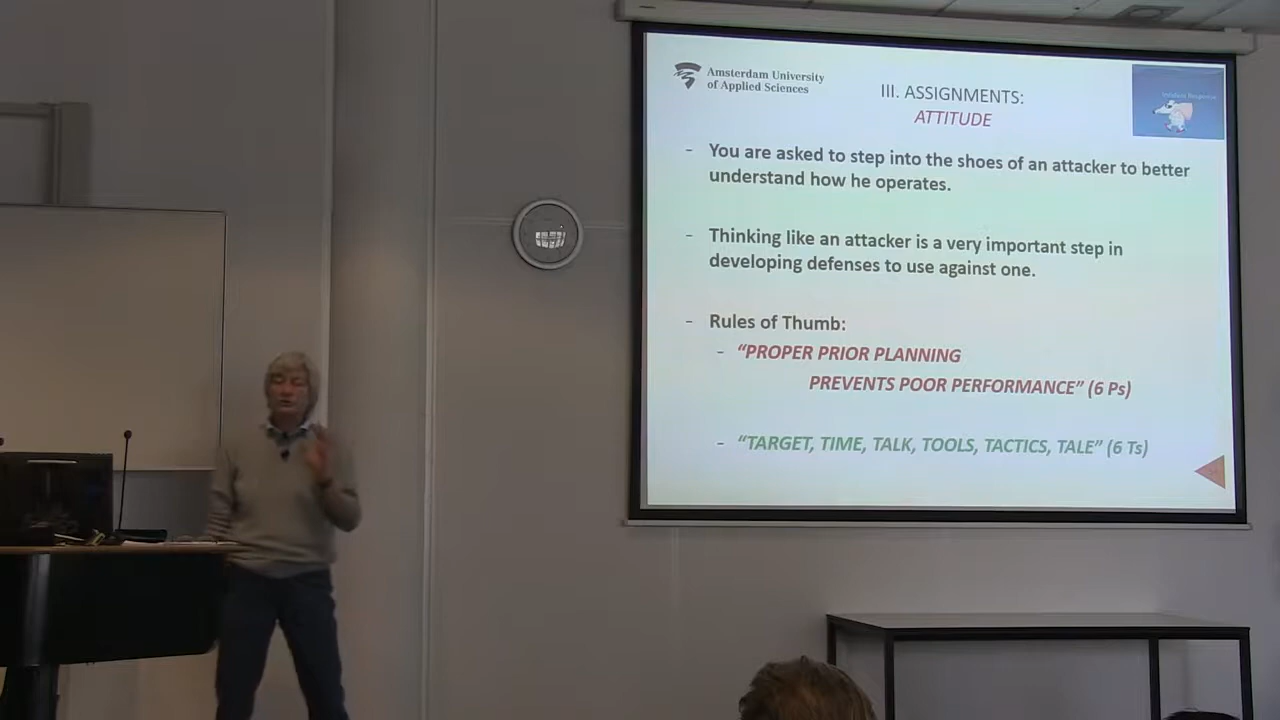 Amsterdam University
of Applied Sciences
III. ASSIGNMENTS:
ATTITUDE
- You are asked to step into the shoes of an attacker to better
understand how he operates.
- Thinking like an attacker is a very important step in
developing defenses to use against one.
- Rules of Thumb:
- “PROPER PRIOR PLANNING
PREVENTS POOR PERFORMANCE” (6 Ps)
- “TARGET, TIME, TALK, TOOLS, TACTICS, TALE” (6 Ts)